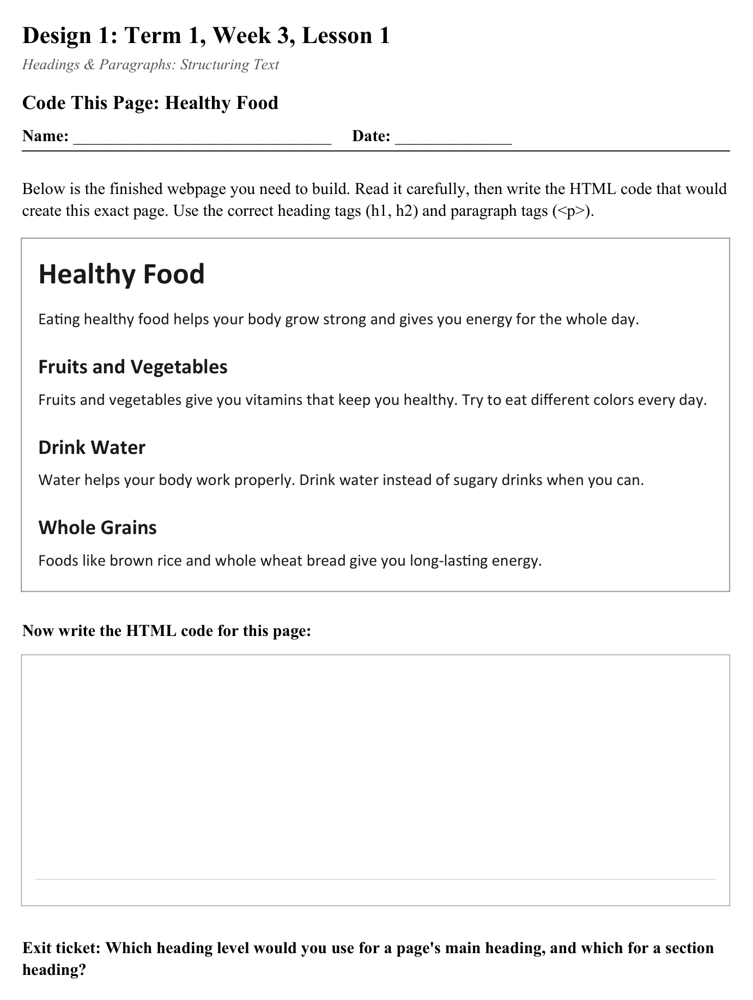 Design 1: Term 1, Week 3, Lesson 1
Headings & Paragraphs: Structuring Text
Code This Page: Healthy Food
Name: _______________________________ Date: ______________
Below is the finished webpage you need to build. Read it carefully, then write the HTML code that would
create this exact page. Use the correct heading tags (h1, h2) and paragraph tags (<p>).
Healthy Food
Eating healthy food helps your body grow strong and gives you energy for the whole day.
Fruits and Vegetables
Fruits and vegetables give you vitamins that keep you healthy. Try to eat different colors every day.
Drink Water
Water helps your body work properly. Drink water instead of sugary drinks when you can.
Whole Grains
Foods like brown rice and whole wheat bread give you long-lasting energy.
Now write the HTML code for this page:
Exit ticket: Which heading level would you use for a page's main heading, and which for a section
heading?